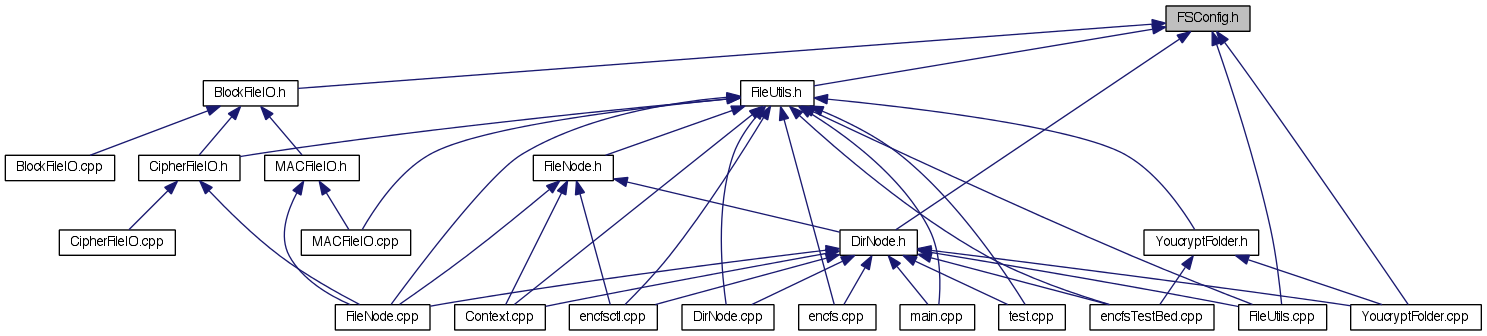 FSConfig.h
BlockFileIO.h
FileUtils.h
BlockFileIO.cpp
CipherFileIO.h
MACFileIO.h
FileNode.h
CipherFileIO.cpp
MACFileIO.cpp
DirNode.h
YoucryptFolder.h
FileNode.cpp
Context.cpp
encfsctl.cpp
DirNode.cpp
encfs.cpp
main.cpp
test.cpp
encfsTestBed.cpp
FileUtils.cpp
YoucryptFolder.cpp